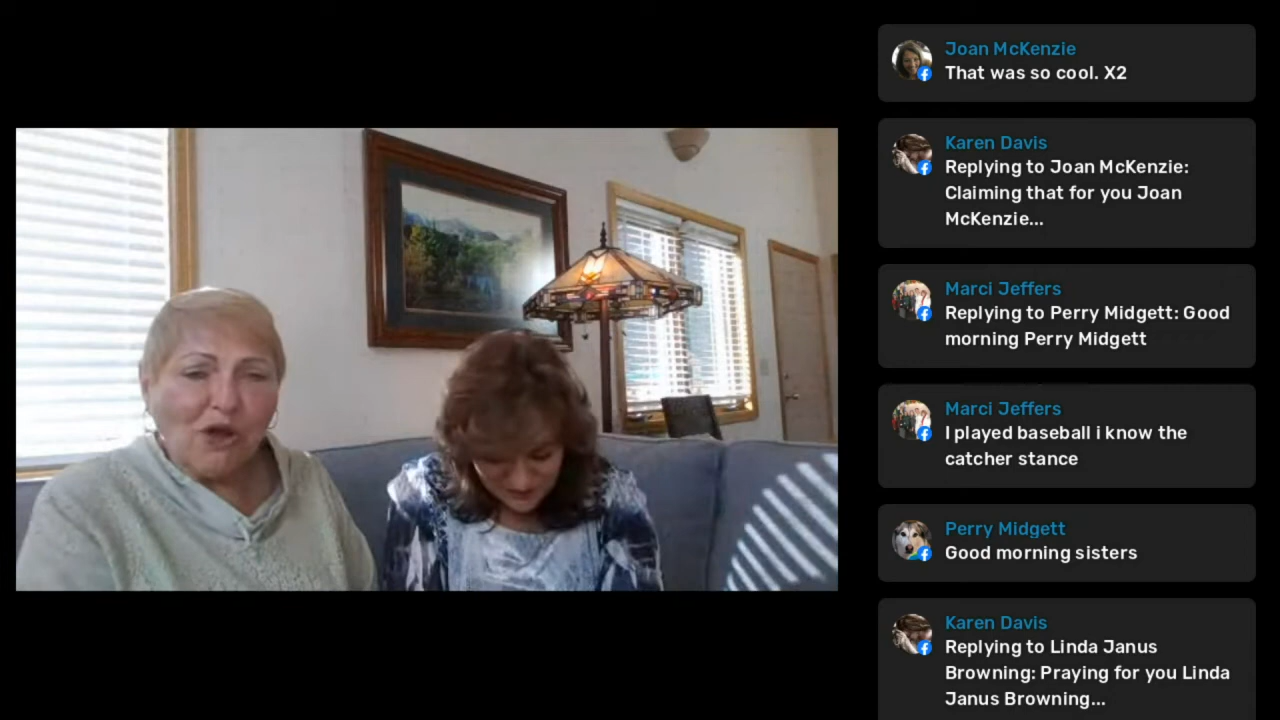 Joan McKenzie
That was so cool. X2
Karen Davis
Replying to Joan McKenzie:
Claiming that for you Joan
McKenzie...
Marci Jeffers
Replying to Perry Midgett: Good
morning Perry Midgett
Marci Jeffers
I played baseball i know the
catcher stance
Perry Midgett
Good morning sisters
Karen Davis
Replying to Linda Janus
Browning: Praying for you Linda
Janus Browning...